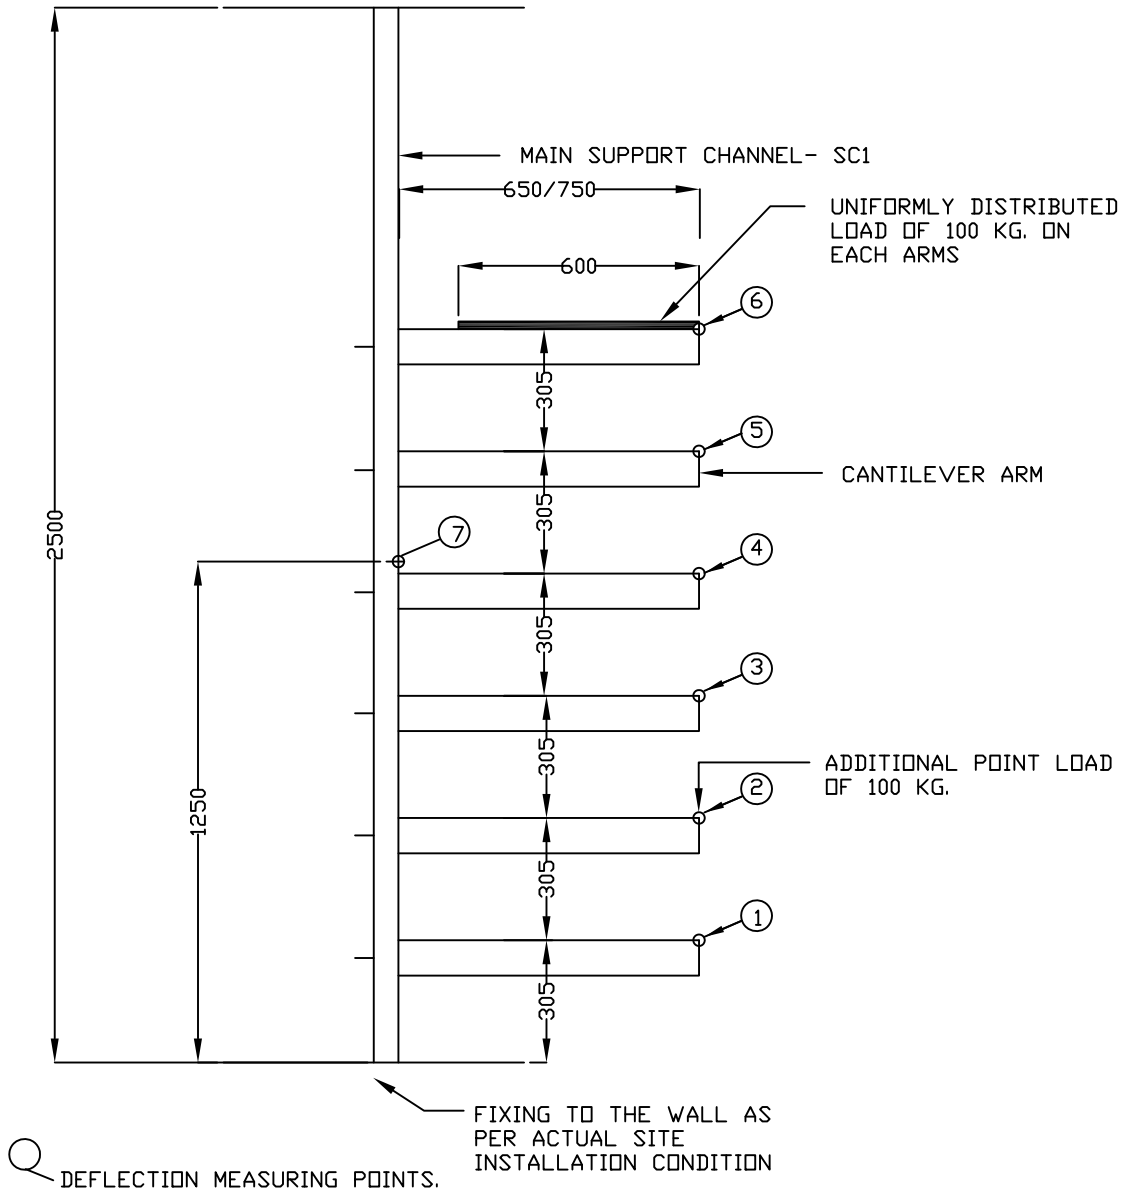 MAIN SUPPORT CHANNEL- SC1
650/750
UNIFORMLY DISTRIBUTED
LOAD OF 100 KG. ON
EACH ARMS
600
6
305
5
CANTILEVER ARM
305
2500
7
4
305
3
305
ADDITIONAL POINT LOAD
OF 100 KG.
2
1250
305
1
305
FIXING TO THE WALL AS
PER ACTUAL SITE
INSTALLATION CONDITION
DEFLECTION MEASURING POINTS.